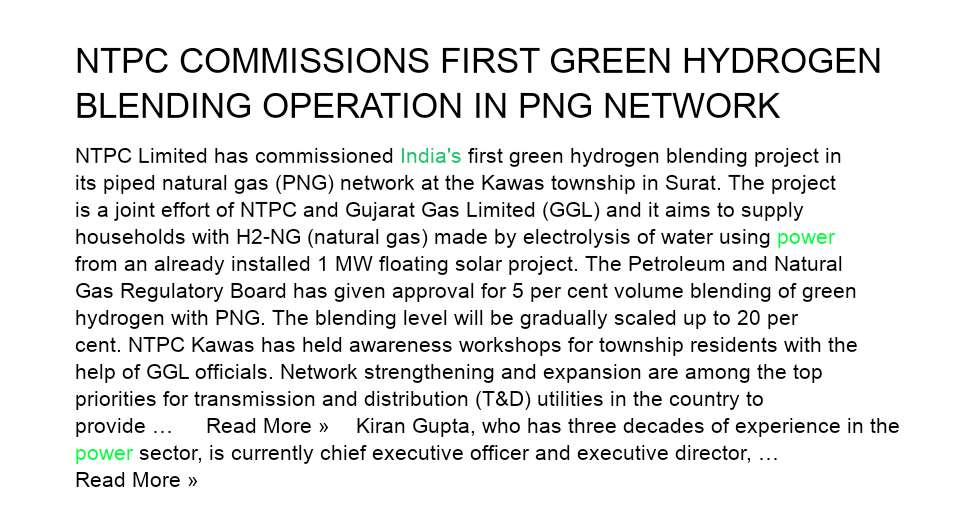 NTPC COMMISSIONS FIRST GREEN HYDROGEN
BLENDING OPERATION IN PNG NETWORK
NTPC Limited has commissioned India's first green hydrogen blending project in
its piped natural gas (PNG) network at the Kawas township in Surat. The project
is a joint effort of NTPC and Gujarat Gas Limited (GGL) and it aims to supply
households with H2-NG (natural gas) made by electrolysis of water using power
from an already installed 1 MW floating solar project. The Petroleum and Natural
Gas Regulatory Board has given approval for 5 per cent volume blending of green
hydrogen with PNG. The blending level will be gradually scaled up to 20 per
cent. NTPC Kawas has held awareness workshops for township residents with the
help of GGL officials. Network strengthening and expansion are among the top
priorities for transmission and distribution (T&D) utilities in the country to
provide … Read More » Kiran Gupta, who has three decades of experience in the
power sector, is currently chief executive officer and executive director, …
Read More »